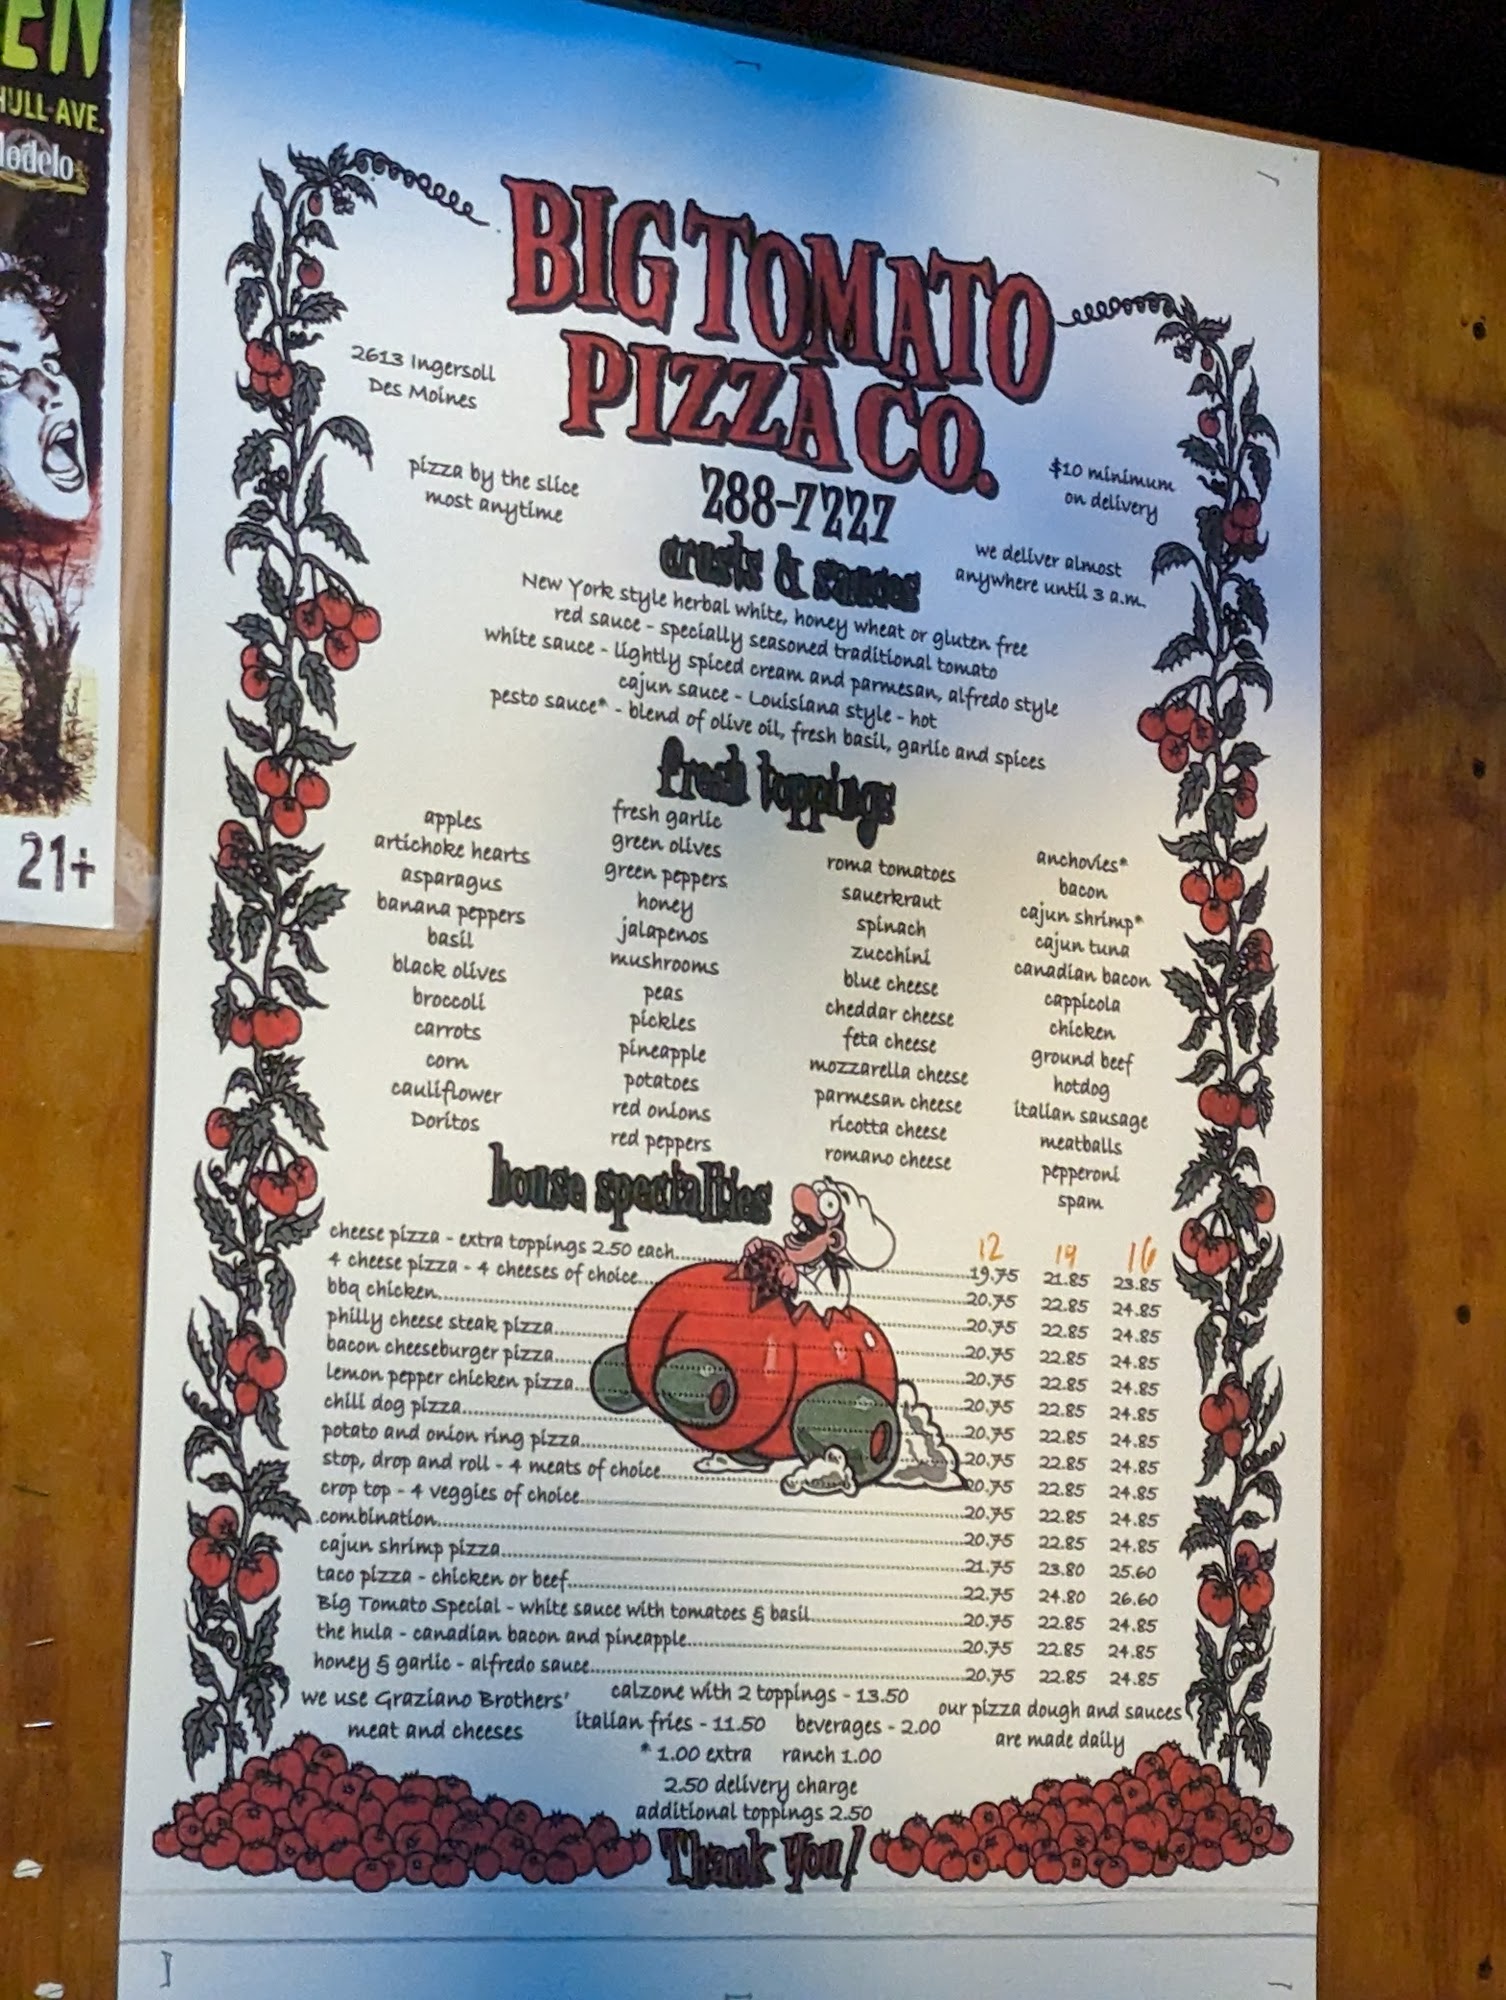 EN
HULL AVE.
Modelo
21+
BIG TOMATO
PIZZA CO.
2613 Ingersoll
Des Moines
pizza by the slice
most anytime
288-7227
$10 minimum
on delivery
we deliver almost
anywhere until 3 a.m.
crusts & sauces
New York style herbal white, honey wheat or gluten free
red sauce - specially seasoned traditional tomato
white sauce - lightly spiced cream and parmesan, alfredo style
cajun sauce - Louisiana style - hot
pesto sauce* - blend of olive oil, fresh basil, garlic and spices
fresh toppings
apples
artichoke hearts
asparagus
banana peppers
basil
black olives
broccoli
carrots
corn
cauliflower
Doritos
fresh garlic
green olives
green peppers
honey
jalapenos
mushrooms
peas
pickles
pineapple
potatoes
red onions
red peppers
roma tomatoes
sauerkraut
spinach
zucchini
blue cheese
cheddar cheese
feta cheese
mozzarella cheese
parmesan cheese
ricotta cheese
romano cheese
anchovies*
bacon
cajun shrimp*
cajun tuna
canadian bacon
cappicola
chicken
ground beef
hotdog
italian sausage
meatballs
pepperoni
spam
house specialities
12 14 16
cheese pizza - extra toppings 2.50 each 19.75 21.85 23.85
4 cheese pizza - 4 cheeses of choice 20.75 22.85 24.85
bbq chicken 20.75 22.85 24.85
philly cheese steak pizza 20.75 22.85 24.85
bacon cheeseburger pizza 20.75 22.85 24.85
lemon pepper chicken pizza 20.75 22.85 24.85
chili dog pizza 20.75 22.85 24.85
potato and onion ring pizza 20.75 22.85 24.85
stop, drop and roll - 4 meats of choice 20.75 22.85 24.85
crop top - 4 veggies of choice 20.75 22.85 24.85
combination 20.75 22.85 24.85
cajun shrimp pizza 21.75 23.80 25.60
taco pizza - chicken or beef 22.75 24.80 26.60
Big Tomato Special - white sauce with tomatoes & basil 20.75 22.85 24.85
the hula - canadian bacon and pineapple 20.75 22.85 24.85
honey & garlic - alfredo sauce 20.75 22.85 24.85
we use Graziano Brothers'
meat and cheeses
calzone with 2 toppings - 13.50
italian fries - 11.50 beverages - 2.00
* 1.00 extra ranch 1.00
2.50 delivery charge
additional toppings 2.50
our pizza dough and sauces
are made daily
Thank You!